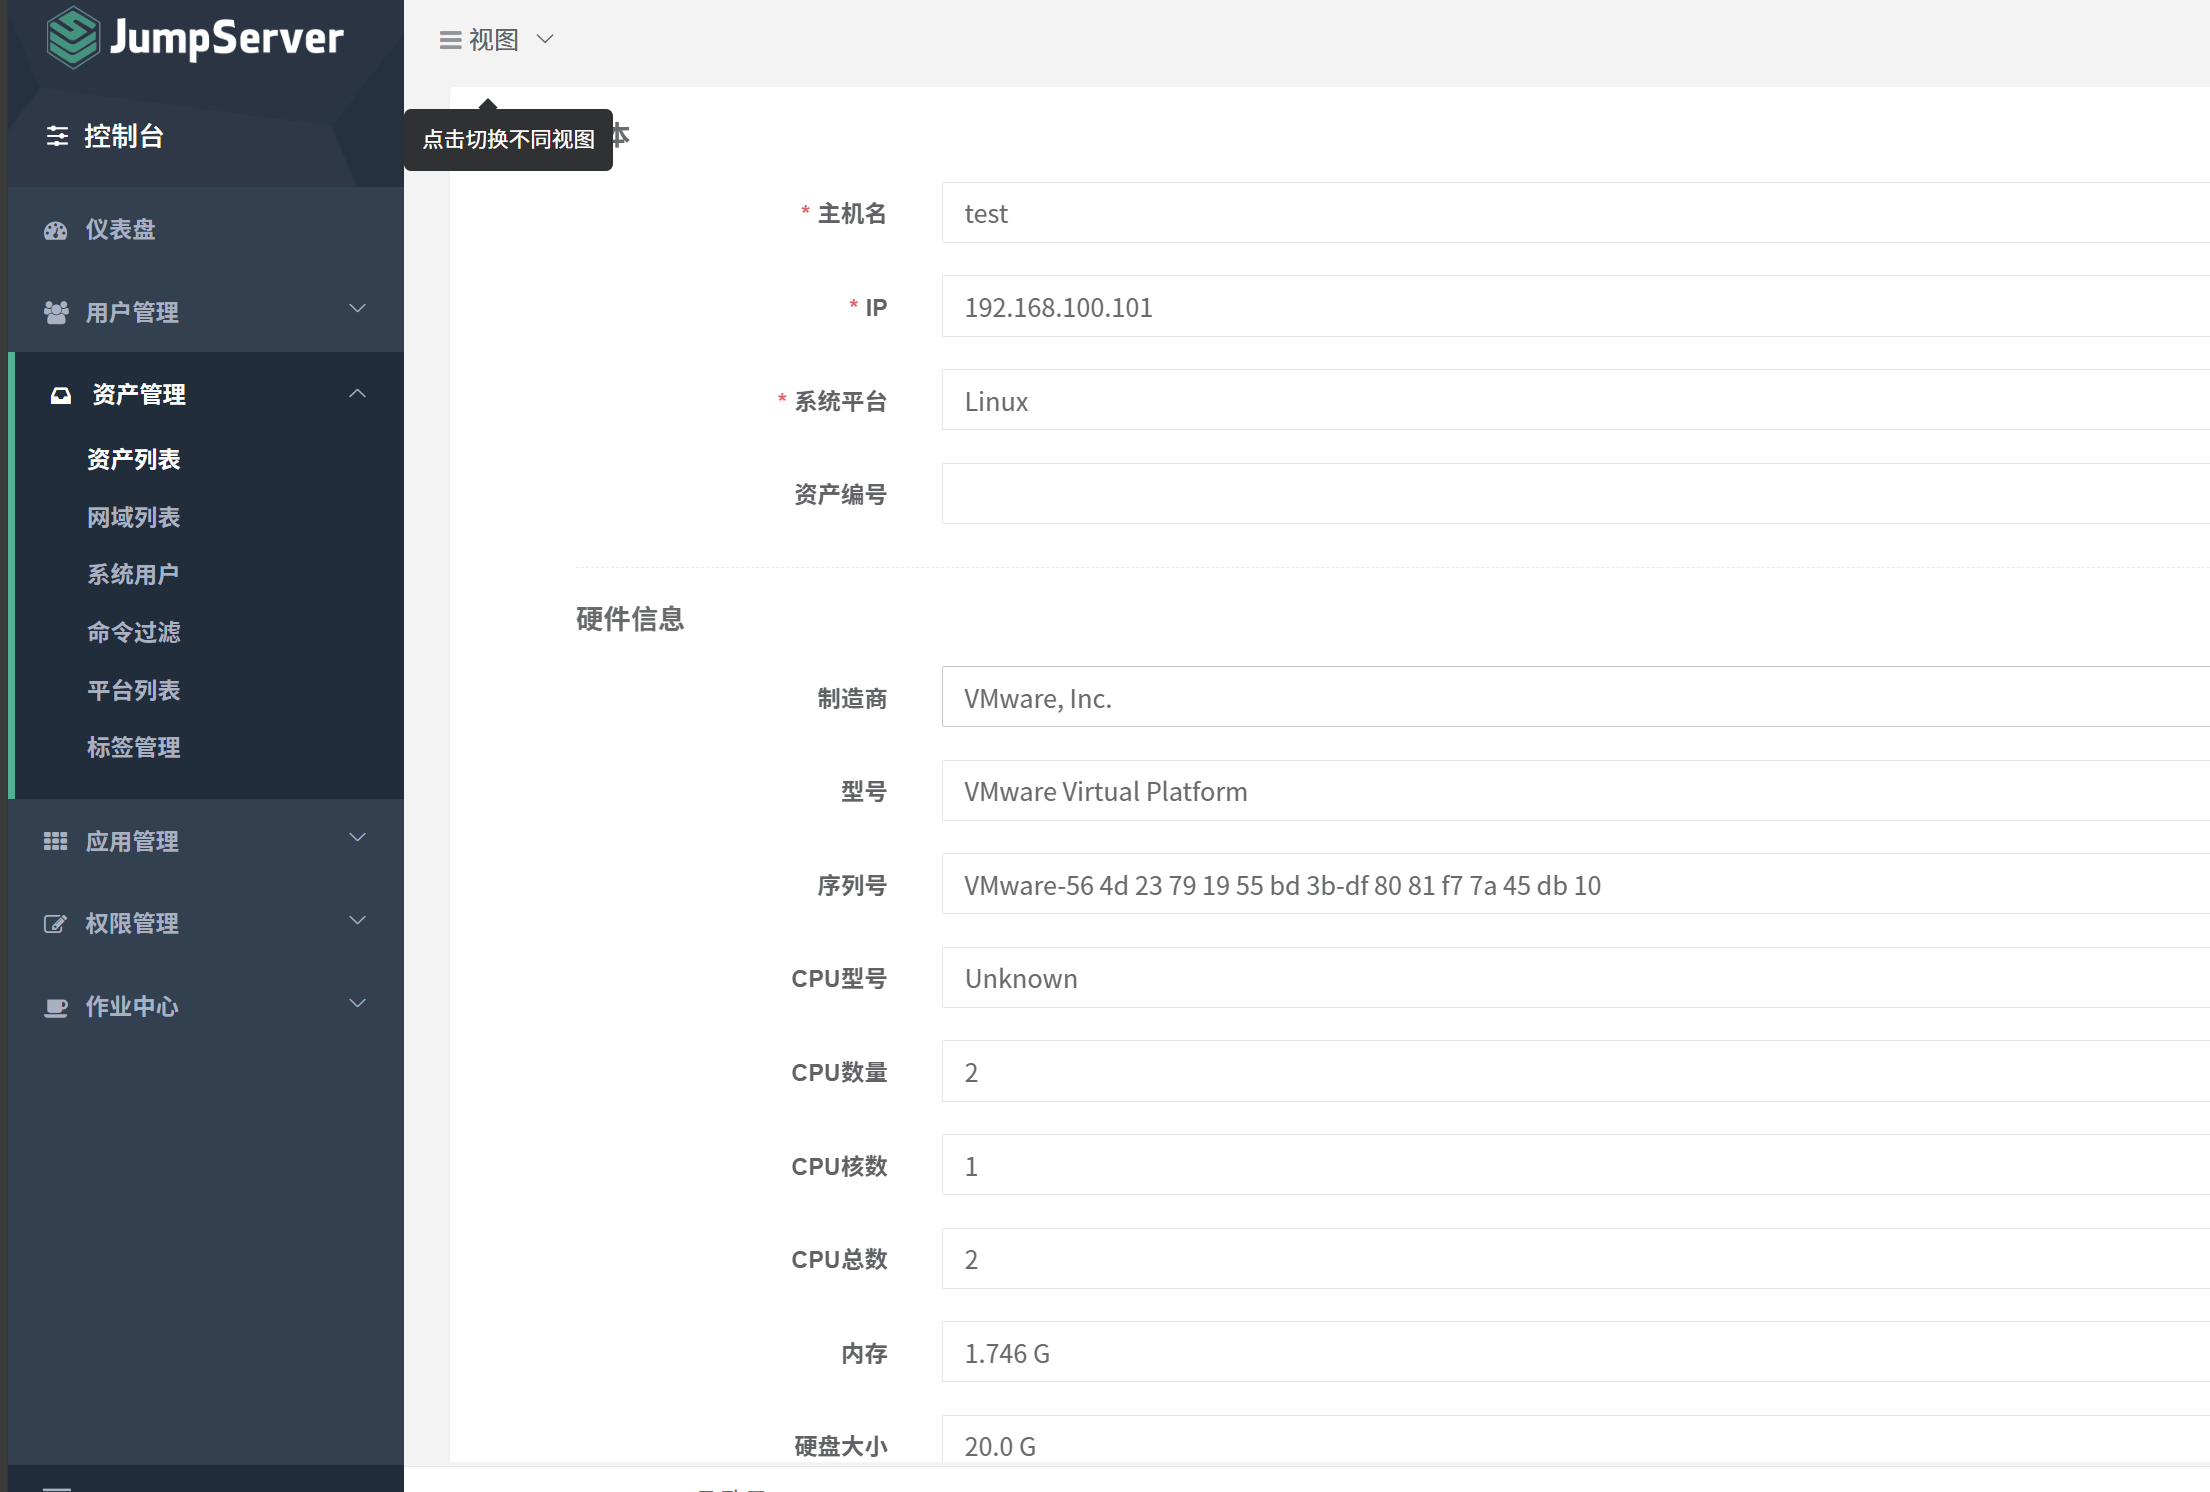 JumpServer
视图
控制台
点击切换不同视图
本
仪表盘
用户管理
资产管理
资产列表
网域列表
系统用户
命令过滤
平台列表
标签管理
应用管理
权限管理
作业中心
* 主机名 test
* IP 192.168.100.101
* 系统平台 Linux
资产编号
硬件信息
制造商 VMware, Inc.
型号 VMware Virtual Platform
序列号 VMware-56 4d 23 79 19 55 bd 3b-df 80 81 f7 7a 45 db 10
CPU型号 Unknown
CPU数量 2
CPU核数 1
CPU总数 2
内存 1.746 G
硬盘大小 20.0 G